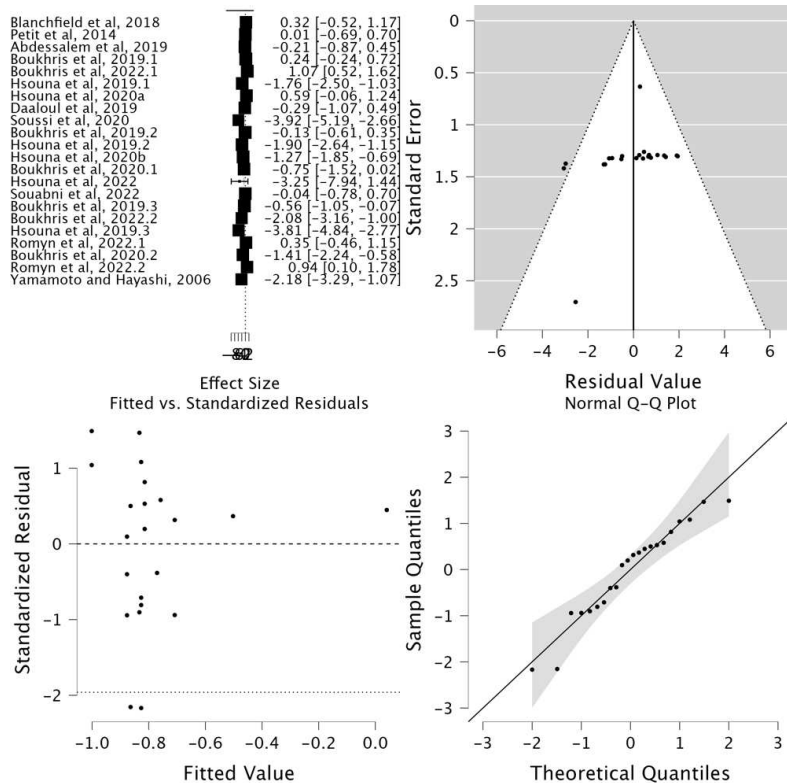 Blanchfield et al, 2018 0.32 [−0.52, 1.17]
Petit et al, 2014 0.01 [−0.69, 0.70]
Abdessalem et al, 2019 −0.21 [−0.87, 0.45]
Boukhris et al, 2019.1 0.24 [−0.24, 0.72]
Boukhris et al, 2022.1 1.07 [0.52, 1.62]
Hsouna et al, 2019.1 −1.76 [−2.50, −1.03]
Hsouna et al, 2020a 0.59 [−0.06, 1.24]
Daaloul et al, 2019 −0.29 [−1.07, 0.49]
Soussi et al, 2020 −3.92 [−5.19, −2.66]
Boukhris et al, 2019.2 −0.13 [−0.61, 0.35]
Hsouna et al, 2019.2 −1.90 [−2.64, −1.15]
Hsouna et al, 2020b −1.27 [−1.85, −0.69]
Boukhris et al, 2020.1 −0.75 [−1.52, 0.02]
Hsouna et al, 2022 −3.25 [−7.94, 1.44]
Souabni et al, 2022 −0.04 [−0.78, 0.70]
Boukhris et al, 2019.3 −0.56 [−1.05, −0.07]
Boukhris et al, 2022.2 −2.08 [−3.16, −1.00]
Hsouna et al, 2019.3 −3.81 [−4.84, −2.77]
Romyn et al, 2022.1 0.35 [−0.46, 1.15]
Boukhris et al, 2020.2 −1.41 [−2.24, −0.58]
Romyn et al, 2022.2 0.94 [0.10, 1.78]
Yamamoto and Hayashi, 2006 −2.18 [−3.29, −1.07]
Effect Size
Standard Error
0
0.5
1
1.5
2
2.5
−6 −4 −2 0 2 4 6
Residual Value
Fitted vs. Standardized Residuals
Standardized Residual
1
0
−1
−2
−1.0 −0.8 −0.6 −0.4 −0.2 0.0
Fitted Value
Normal Q−Q Plot
Sample Quantiles
3
2
1
0
−1
−2
−3
−3 −2 −1 0 1 2 3
Theoretical Quantiles